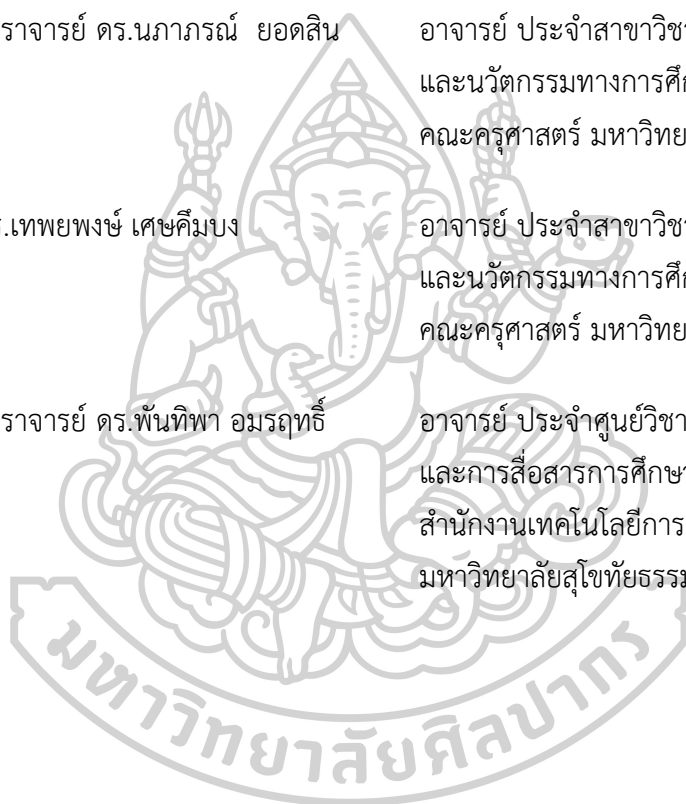 ราจารย์ ดร.นภาภรณ์ ยอดสิน อาจารย์ ประจำสาขาวิชา
และนวัตกรรมทางการศึก
คณะครุศาสตร์ มหาวิทย
.เทพยพงษ์ เศษคึมบง อาจารย์ ประจำสาขาวิชา
และนวัตกรรมทางการศึก
คณะครุศาสตร์ มหาวิทย
ราจารย์ ดร.พันทิพา อมรฤทธิ์ อาจารย์ ประจำศูนย์วิชา
และการสื่อสารการศึกษา
สำนักงานเทคโนโลยีการ
มหาวิทยาลัยสุโขทัยธรรม
มหาวิทยาลัยศิลปากร